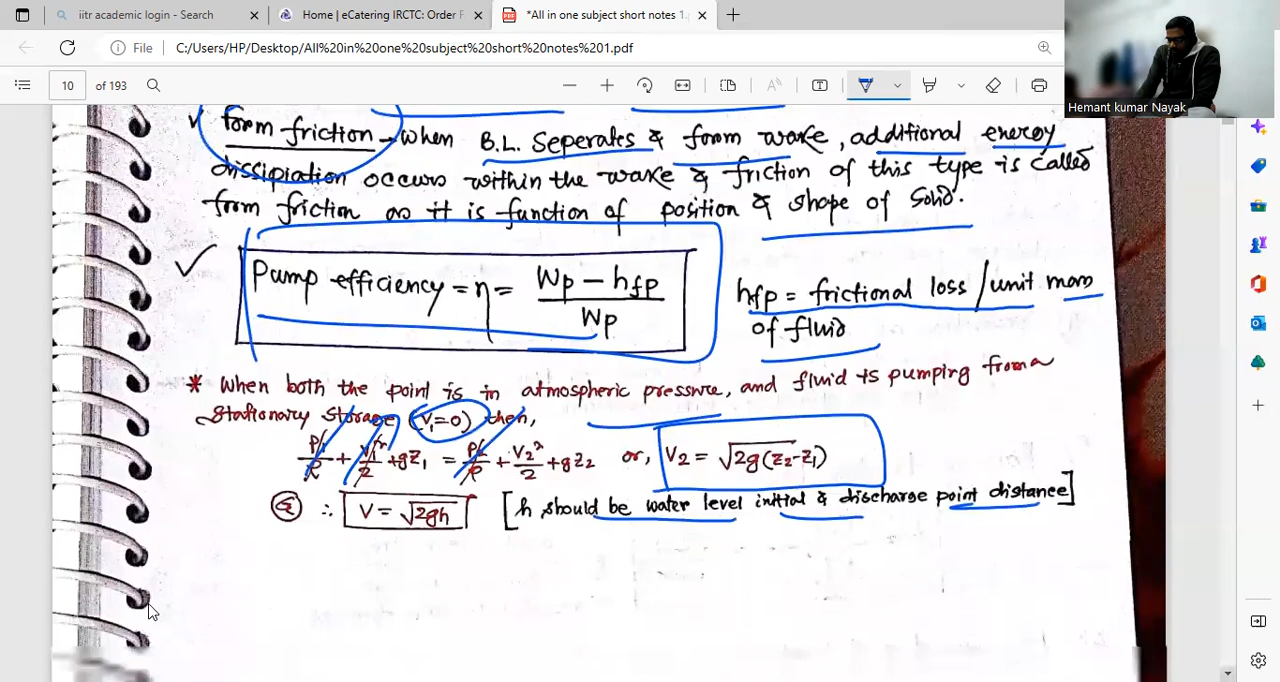 iitr academic login - Search
Home | eCatering IRCTC: Order F
*All in one subject short notes 1.p
File
C:/Users/HP/Desktop/All%20in%20one%20subject%20short%20notes%201.pdf
10 of 193
Hemant kumar Nayak
✓ form friction → when B.L. Seperates & form wake, additional energy
dissipiation occurs within the wake & friction of this type is called
form friction as it is function of position & shape of solid.
✓ Pump efficiency = η = (Wp - hfp) / Wp
hfp = frictional loss / unit mass
of fluid
* When both the point is in atmospheric pressure, and fluid is pumping from a
stationary storage (V₁=0) then,
+ gZ₁ = + V₂²/2 + gZ₂ or, V₂ = √2g(Z₂-Z₁)
∴ V = √2gh [h should be water level initial & discharge point distance]